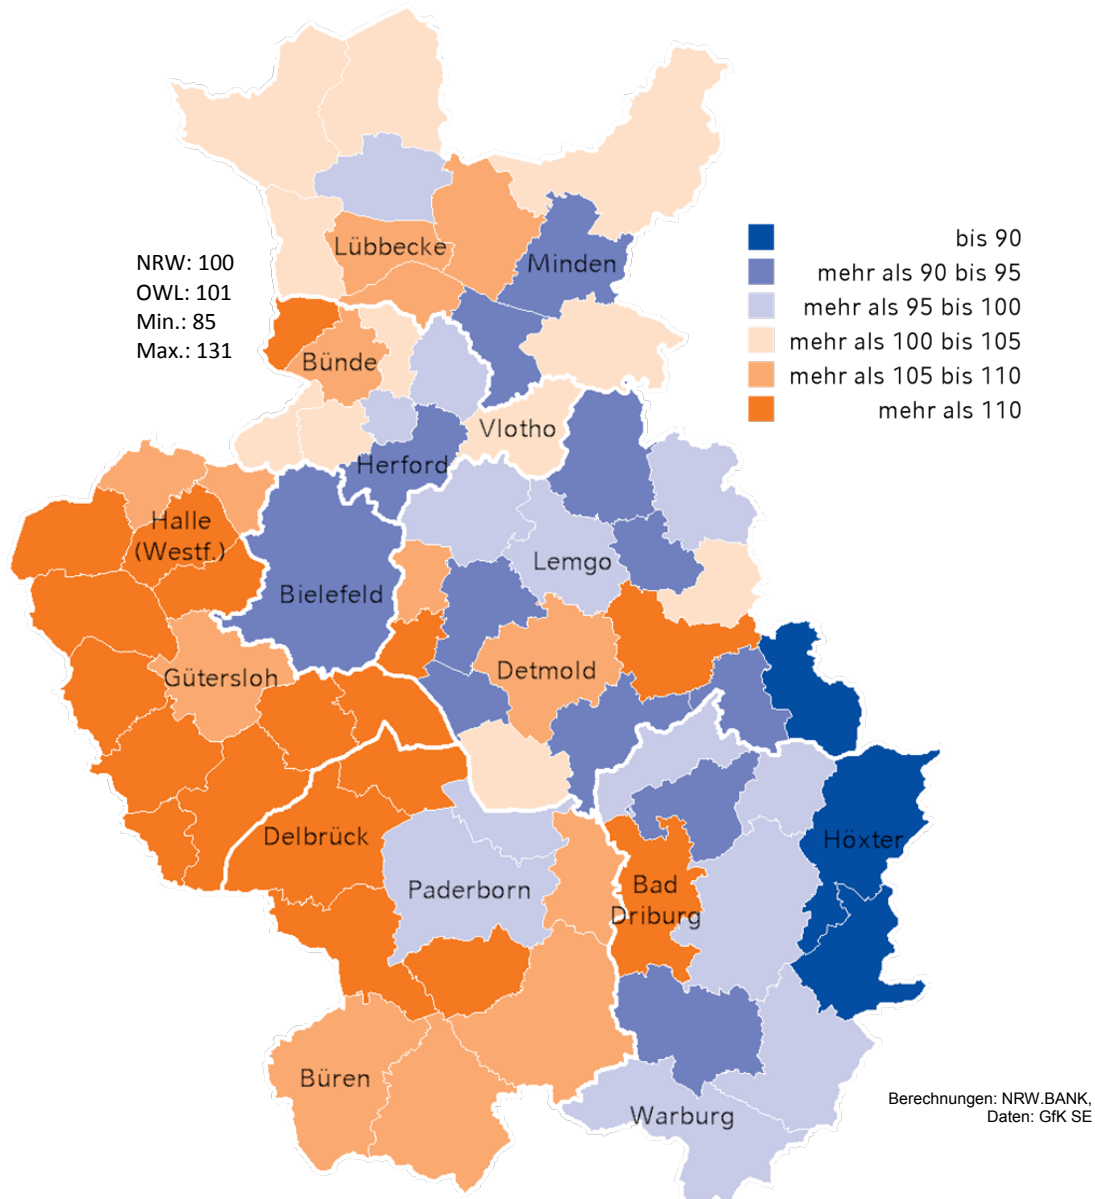 Lübbecke
Minden
NRW: 100
OWL: 101
Min.: 85
Max.: 131
bis 90
mehr als 90 bis 95
mehr als 95 bis 100
mehr als 100 bis 105
mehr als 105 bis 110
mehr als 110
Bünde
Vlotho
Herford
Halle
(Westf.)
Lemgo
Bielefeld
Gütersloh
Detmold
Delbrück
Höxter
Paderborn
Bad
Driburg
Büren
Warburg
Berechnungen: NRW.BANK,
Daten: GfK SE